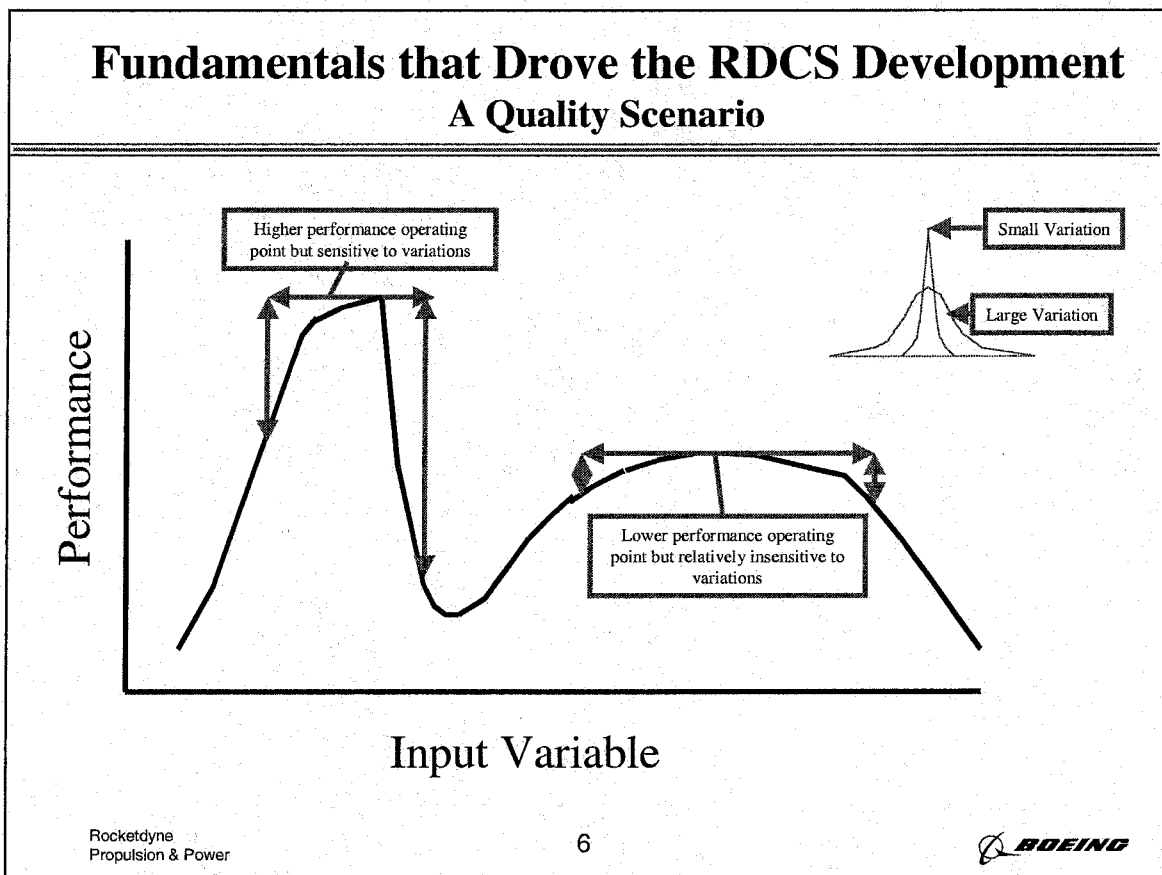 Fundamentals that Drove the RDCS Development
A Quality Scenario
Higher performance operating
point but sensitive to variations
Small Variation
Large Variation
Performance
Lower performance operating
point but relatively insensitive to
variations
Input Variable
Rocketdyne
Propulsion & Power
6
BOEING